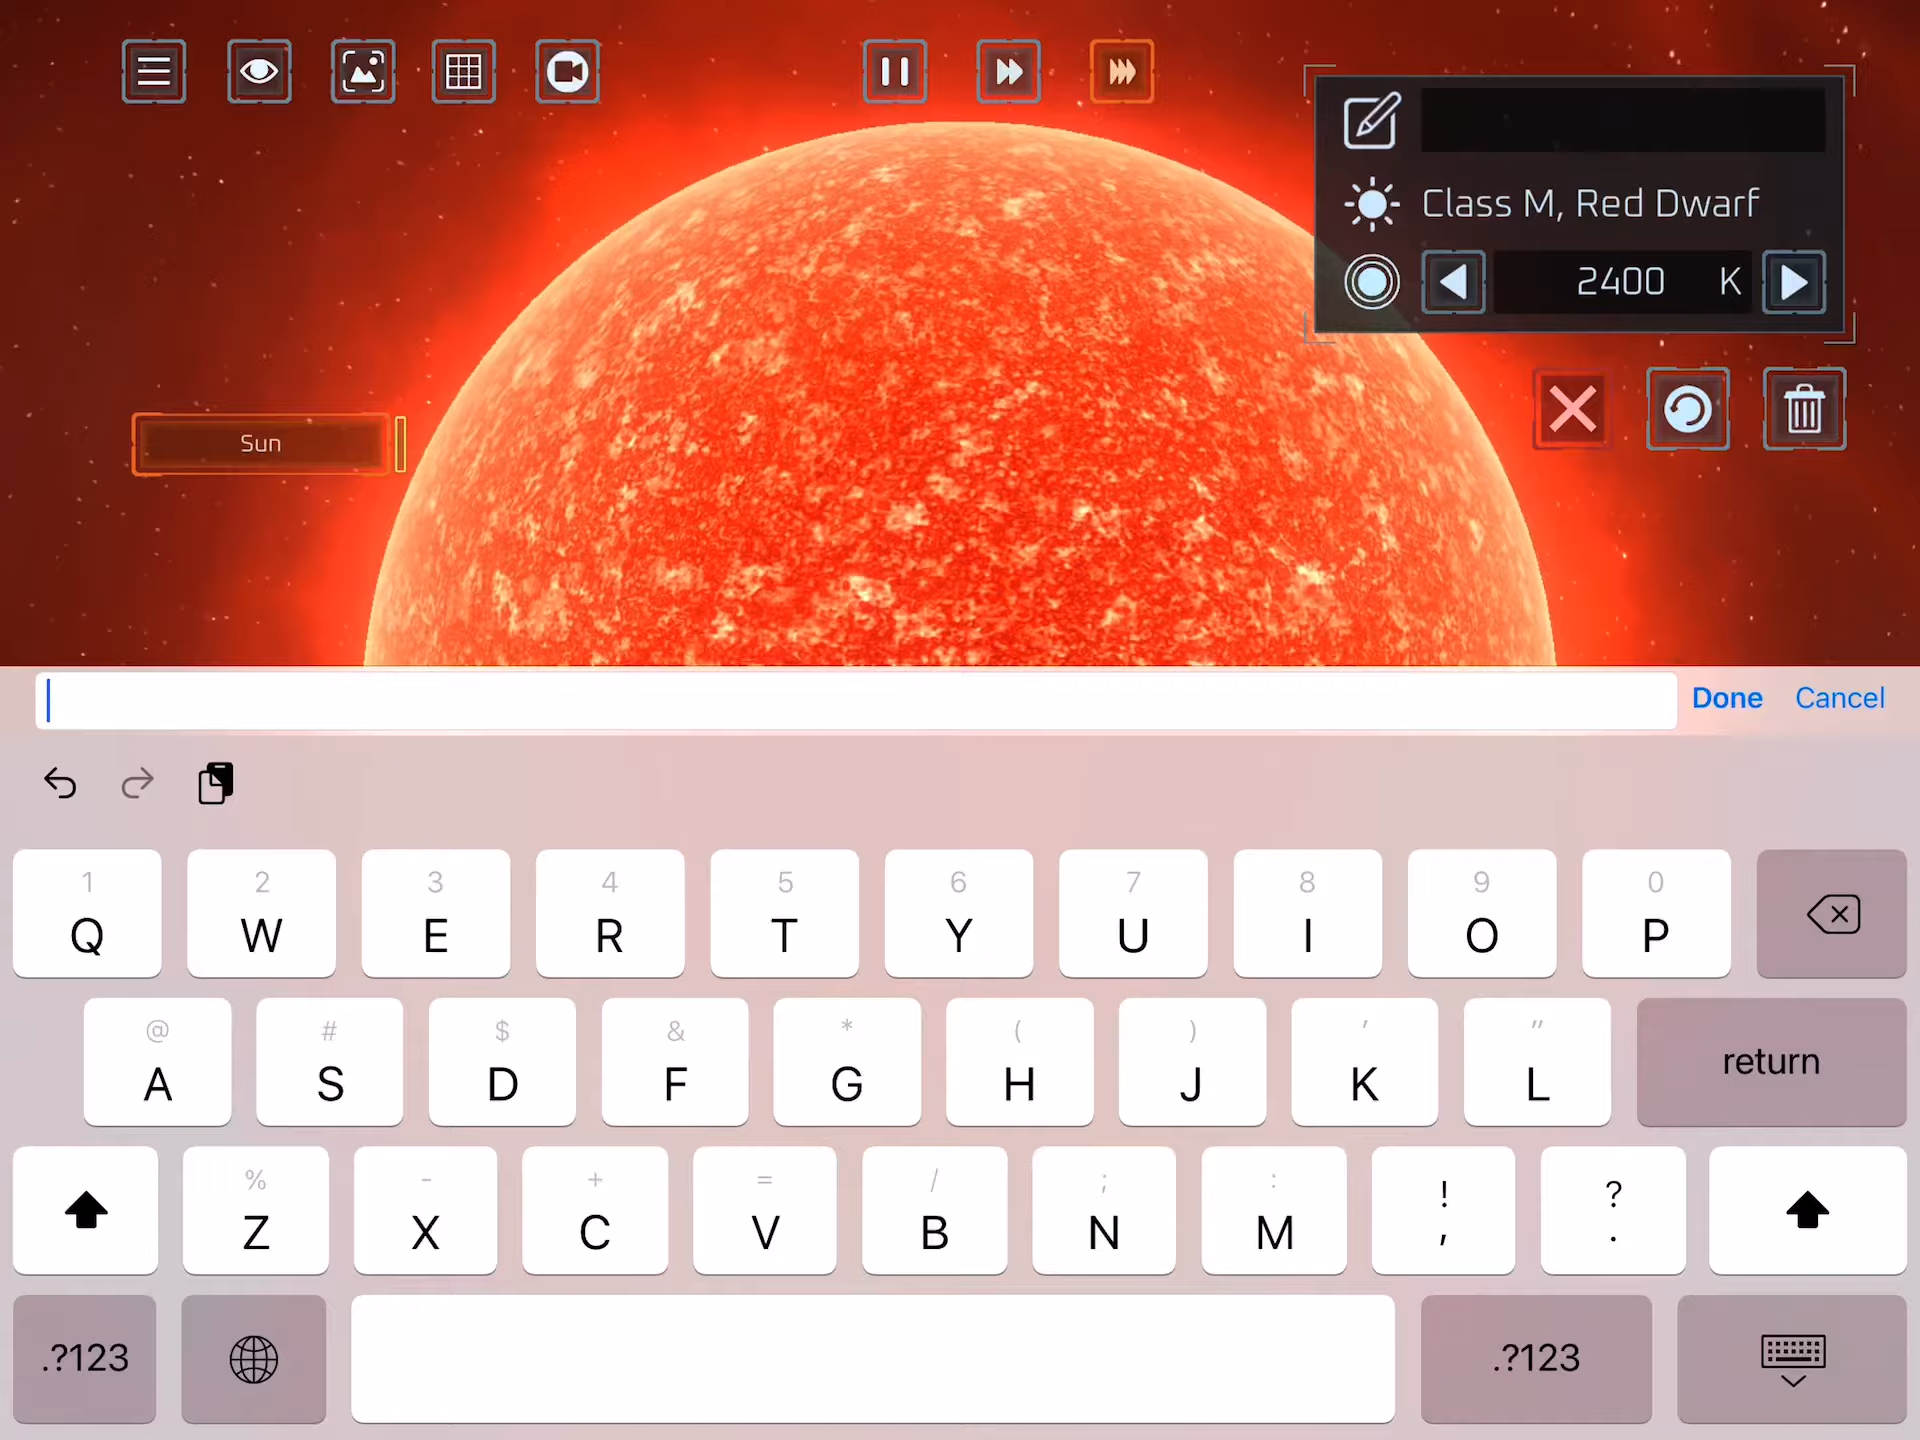 Class M, Red Dwarf
2400 K
Sun
Done Cancel
1 2 3 4 5 6 7 8 9 0
Q W E R T Y U I O P
@ # $ & * ( ) ' "
A S D F G H J K L return
% - + = / ; : ! ?
Z X C V B N M , .
.?123 .?123